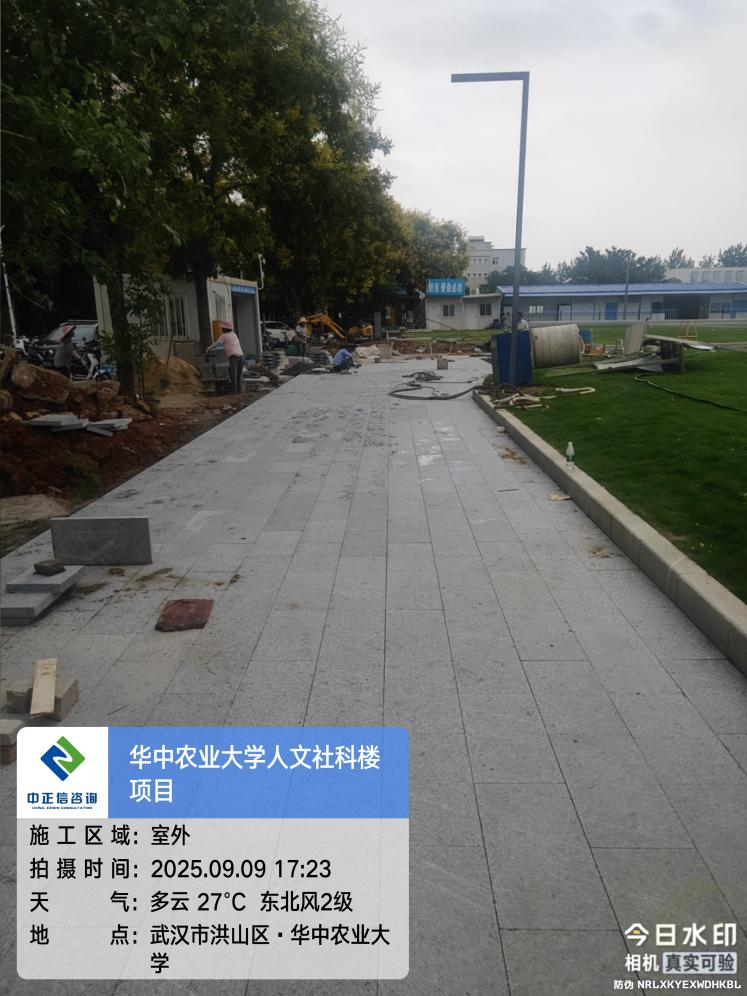 华中农业大学人文社科楼
项目
中正信咨询
施工区域：室外
拍摄时间：2025.09.09 17:23
天气：多云 27°C 东北风2级
地点：武汉市洪山区·华中农业大
学
今日水印
相机 真实可验
防伪 NRLXKYEXWDHKBL